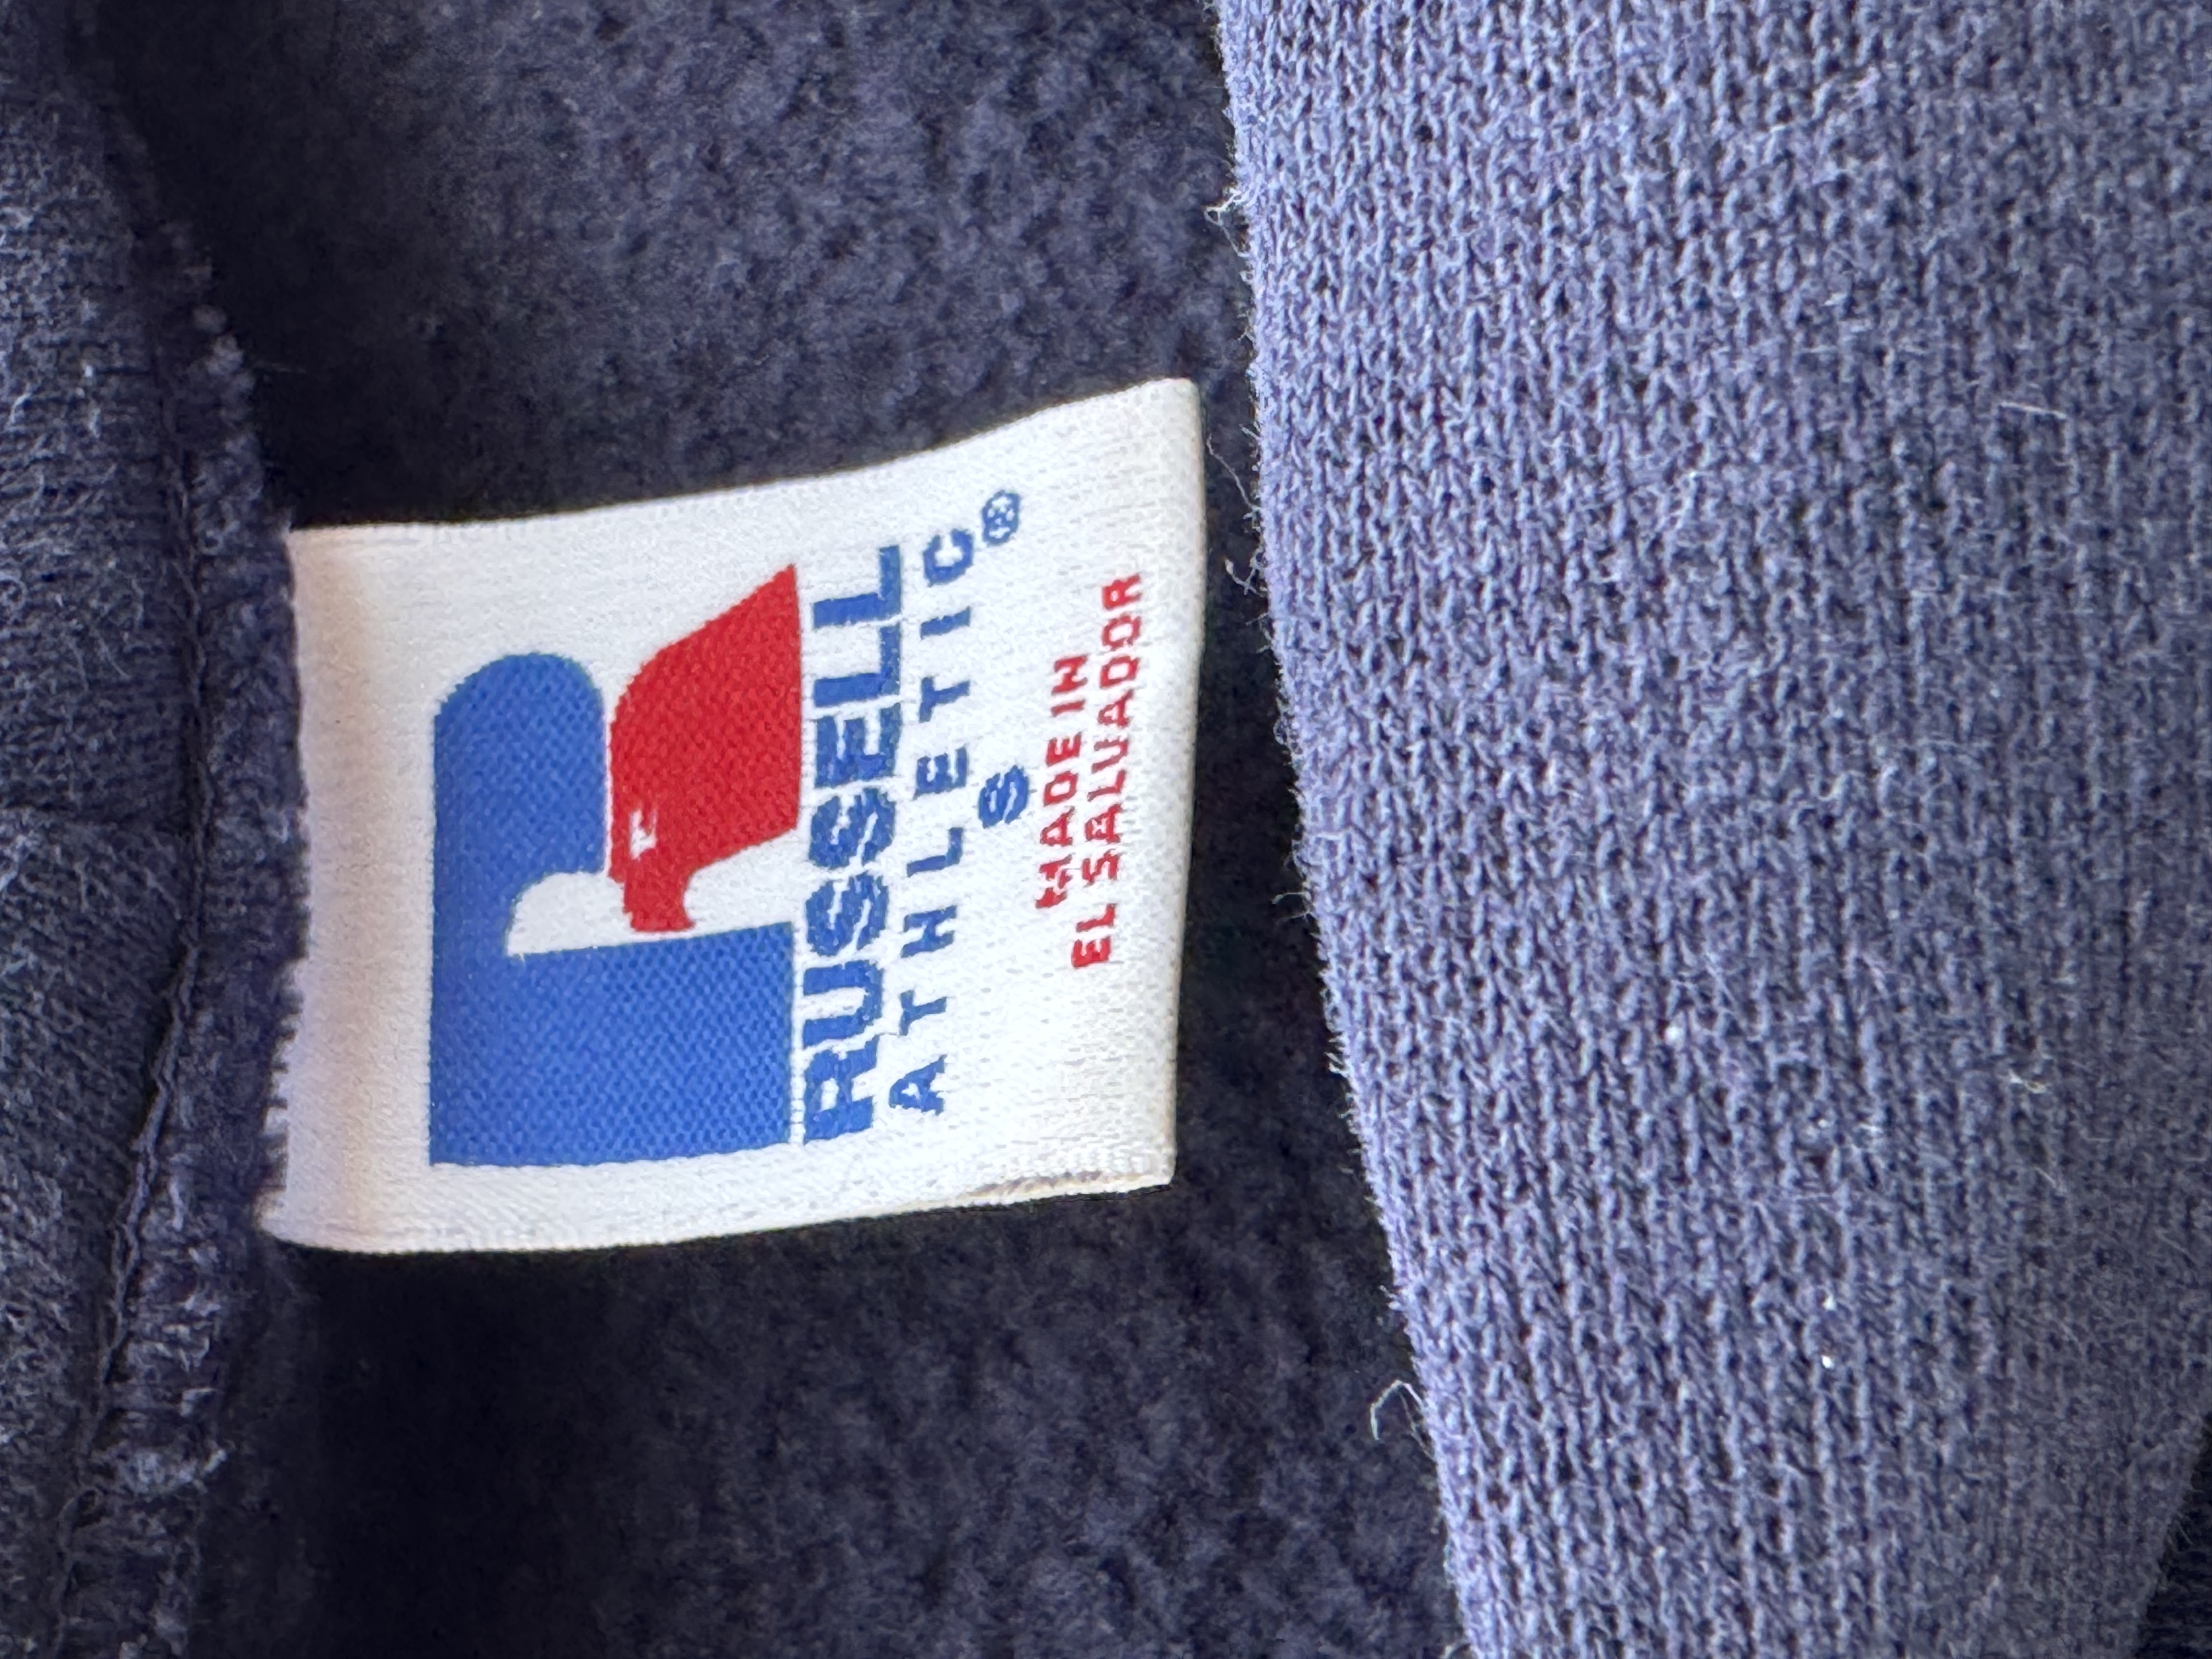 RUSSELL
ATHLETIC®
S
MADE IN
EL SALVADOR